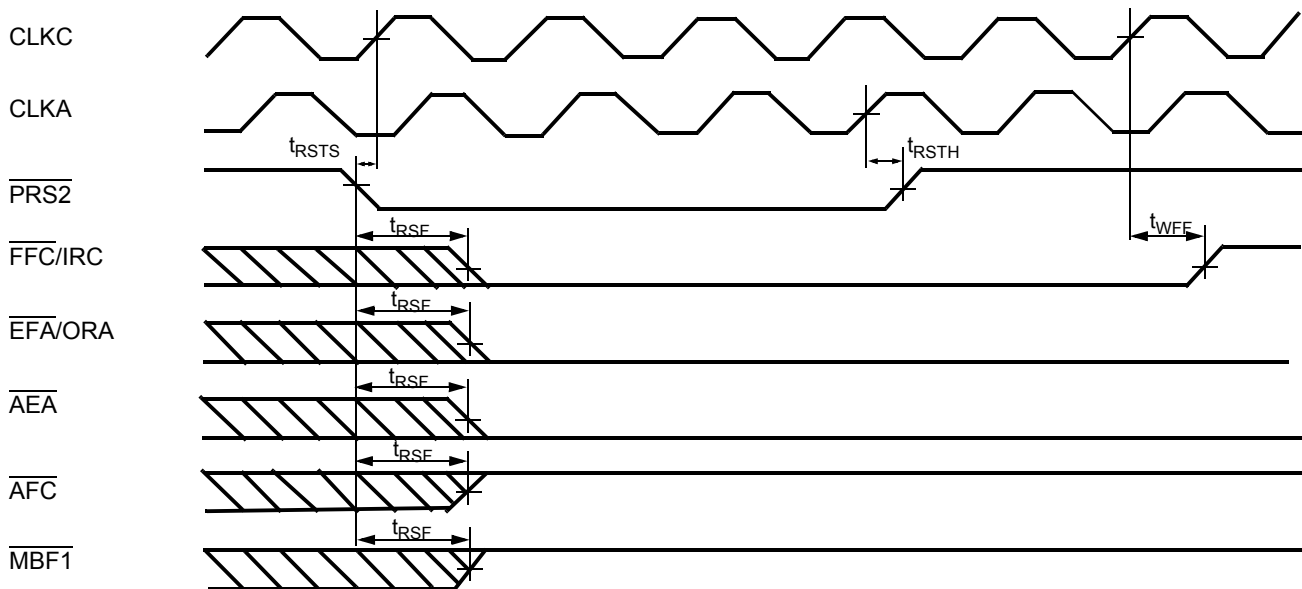 CLKC
CLKA
tRSTS
tRSTH
PRS2
tWFF
tRSF
FFC/IRC
tRSF
EFA/ORA
tRSF
AEA
tRSF
AFC
tRSF
MBF1